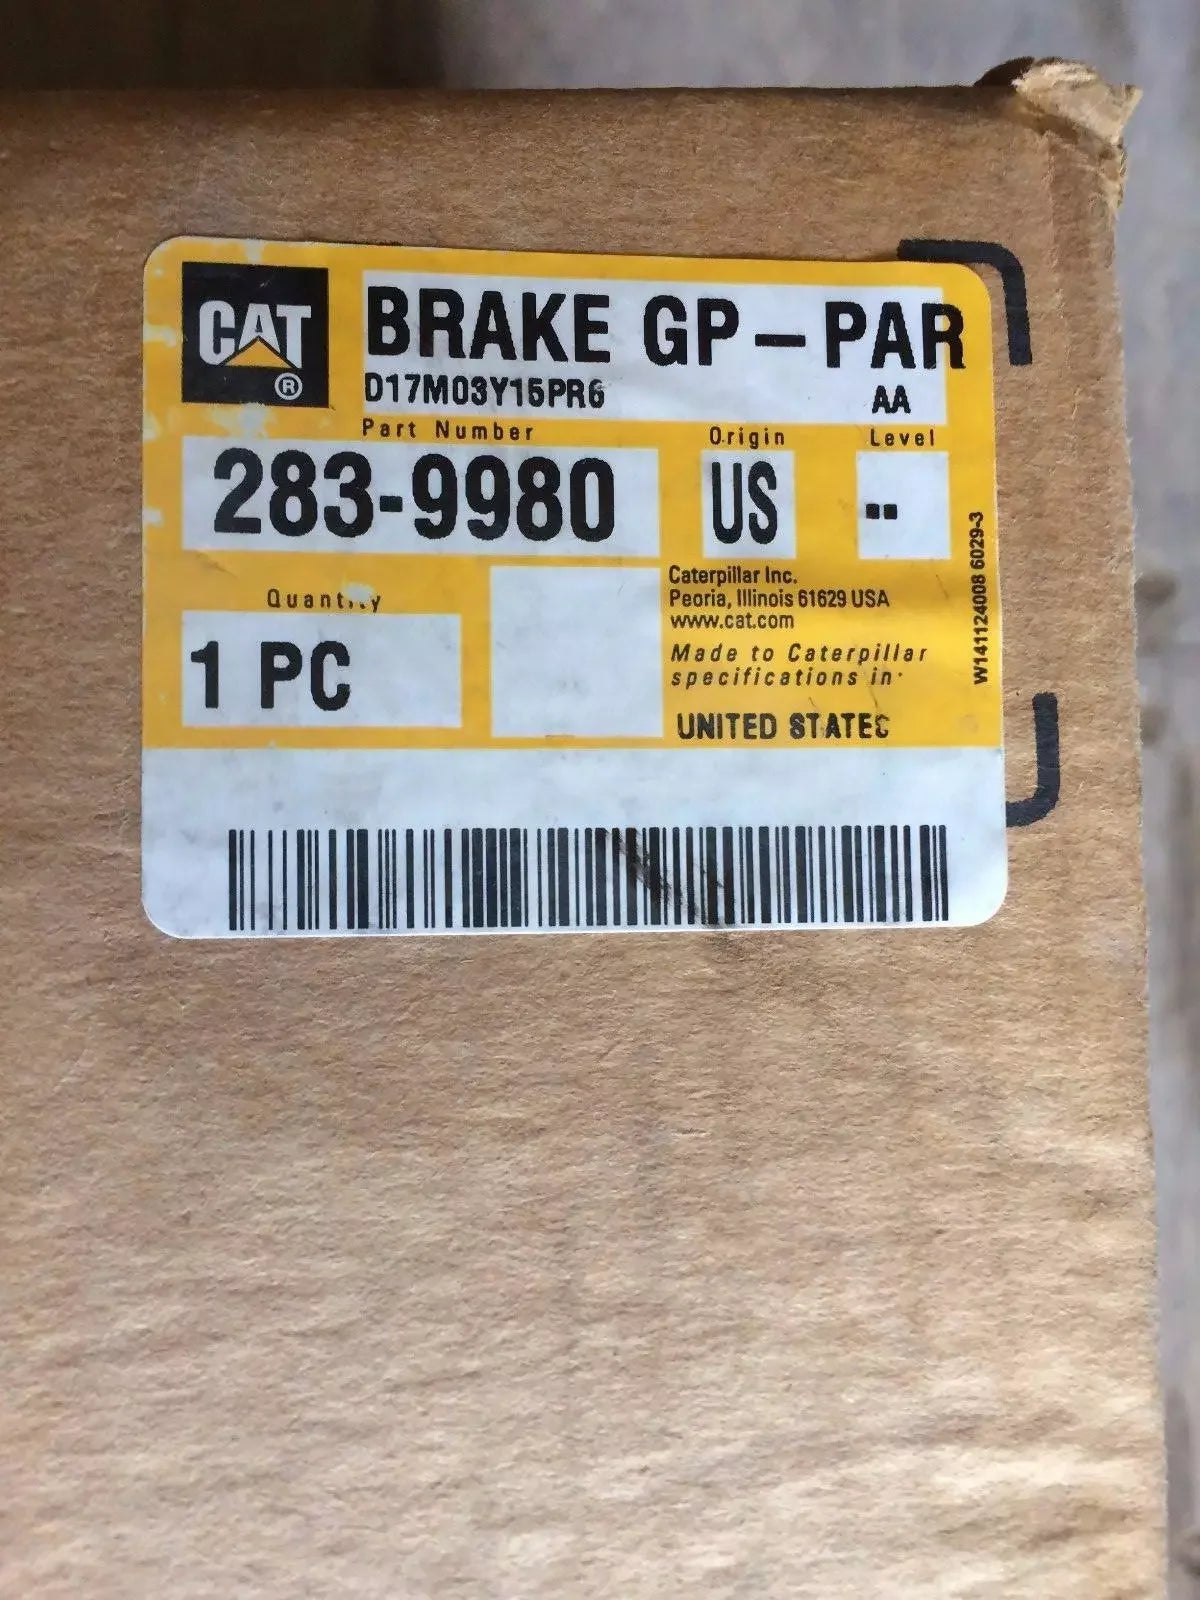 CAT
®
BRAKE GP-PAR
D17M03Y15PR6 AA
Part Number Origin Level
283-9980 US --
Quantity
1 PC
Caterpillar Inc.
Peoria, Illinois 61629 USA
www.cat.com
Made to Caterpillar
specifications in
UNITED STATES
W141124008 6029-3